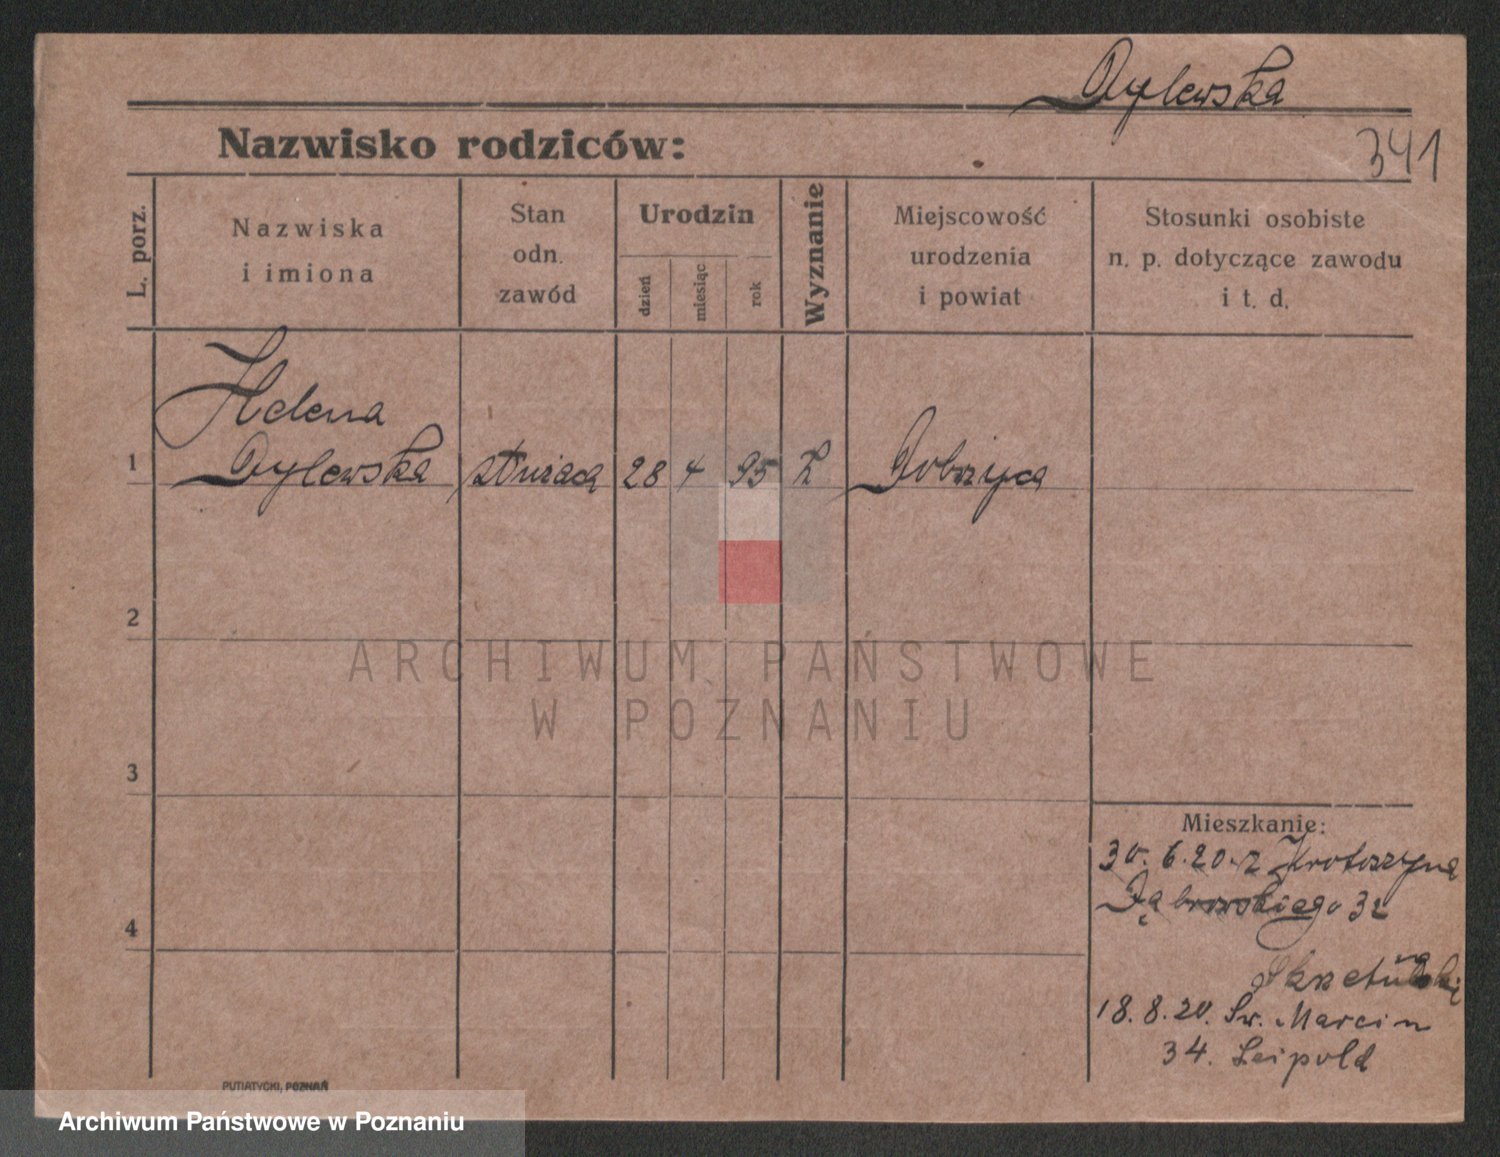 Dylewska
Nazwisko rodziców:
341
L. porz.
Nazwiska
i imiona
Stan
odn.
zawód
Urodzin
dzień
miesiąc
rok
Wyznanie
Miejscowość
urodzenia
i powiat
Stosunki osobiste
n. p. dotyczące zawodu
i t. d.
Helena
1 Dylewska służąca 28 4 95 Dobrzyca
2
ARCHIWUM PAŃSTWOWE
W POZNANIU
3
Mieszkanie:
30.6.20. z Krotoszyna
4 Dąbrowskiego 32
18.8.20. Św. Marcin
34. Leipold
PUTIATYCKI, POZNAŃ
Archiwum Państwowe w Poznaniu